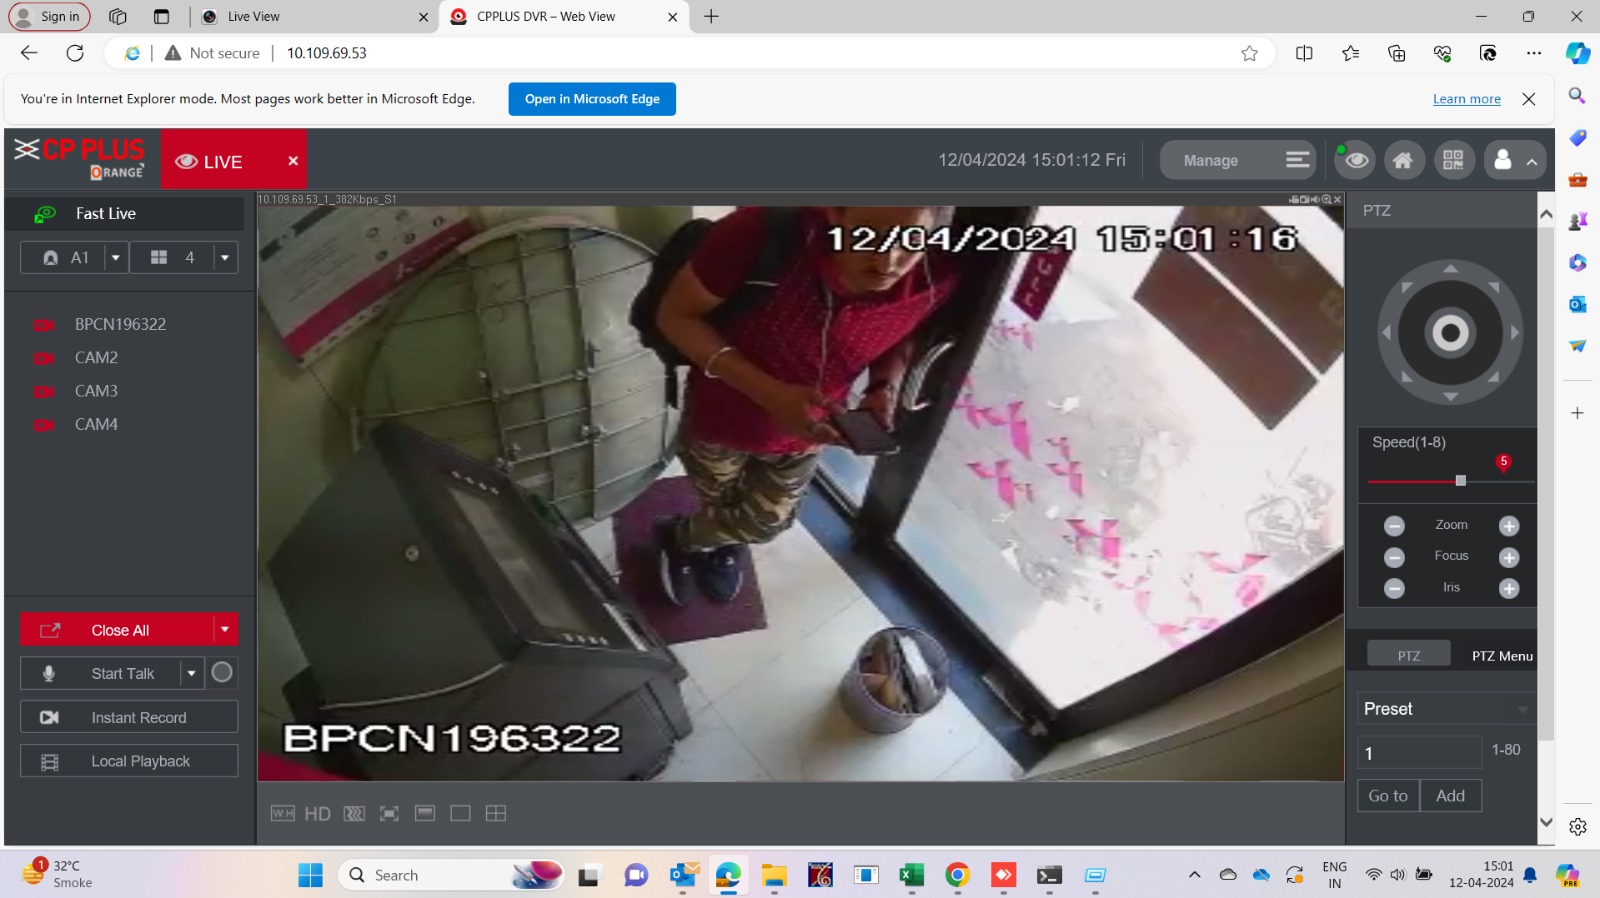 Sign in
Live View
CPPLUS DVR – Web View
Not secure
10.109.69.53
You're in Internet Explorer mode. Most pages work better in Microsoft Edge.
Open in Microsoft Edge
Learn more
CP PLUS
ORANGE
LIVE
12/04/2024 15:01:12 Fri
Manage
Fast Live
A1
4
BPCN196322
CAM2
CAM3
CAM4
Close All
Start Talk
Instant Record
Local Playback
10.109.69.53_1_382Kbps_S1
12/04/2024 15:01:16
BPCN196322
W:H HD
PTZ
Speed(1-8)
5
Zoom
Focus
Iris
PTZ
PTZ Menu
Preset
1
1-80
Go to
Add
1
32°C
Smoke
Search
ENG
IN
15:01
12-04-2024
PRE